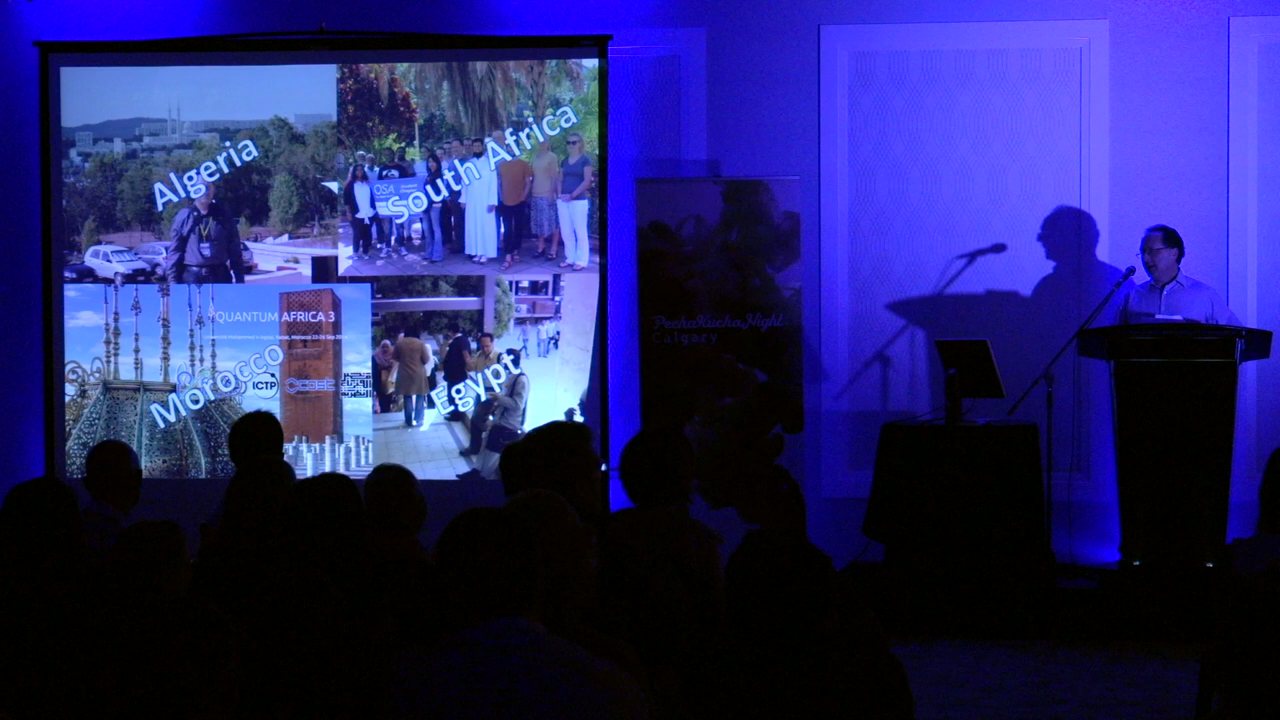 Algeria
South Africa
OSA
QUANTUM AFRICA 3
Morocco
ICTP
Egypt
PechaKucha Night
Calgary